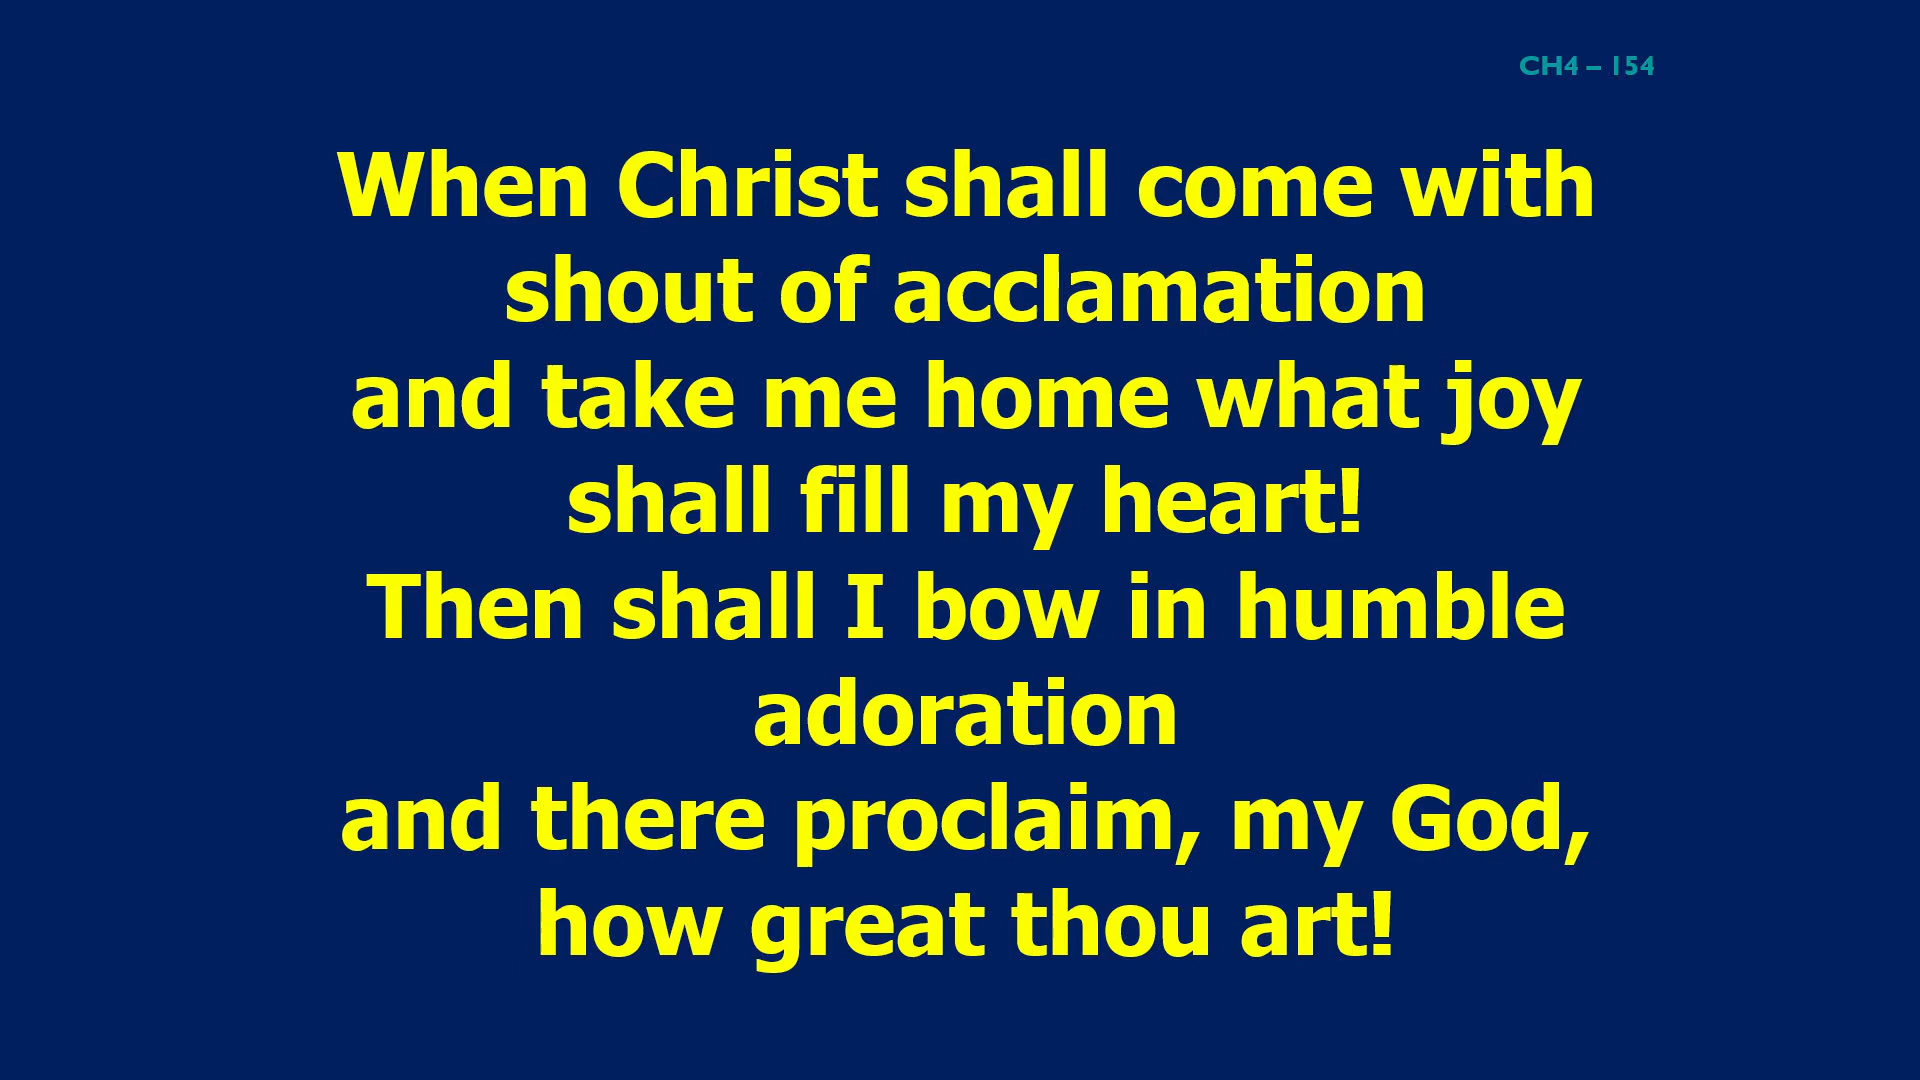 CH4 – 154
When Christ shall come with
shout of acclamation
and take me home what joy
shall fill my heart!
Then shall I bow in humble
adoration
and there proclaim, my God,
how great thou art!